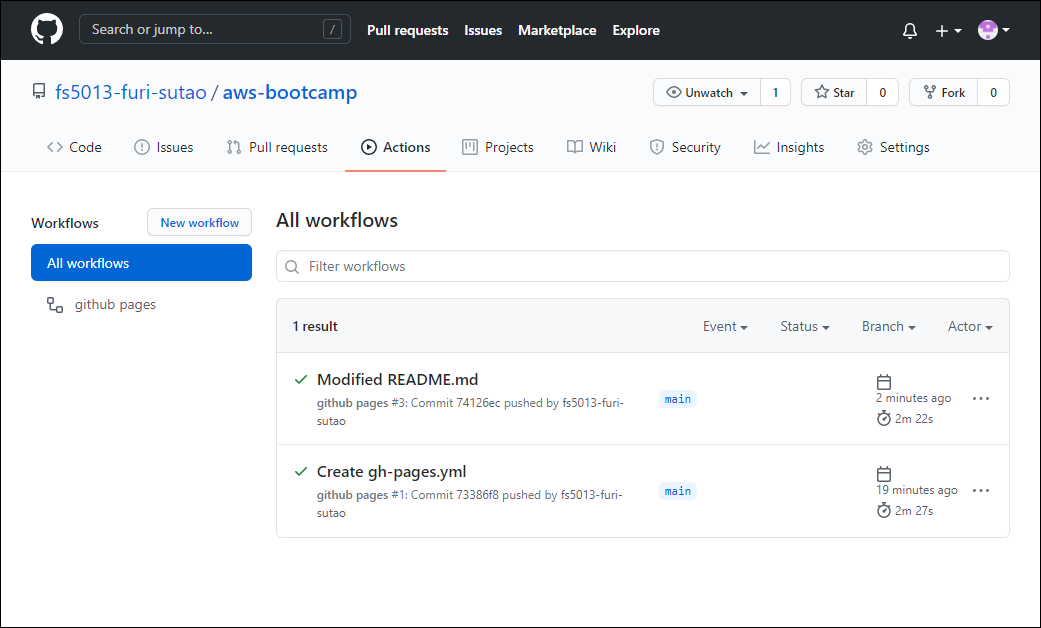 Search or jump to... / Pull requests Issues Marketplace Explore
fs5013-furi-sutao / aws-bootcamp Unwatch 1 Star 0 Fork 0
Code Issues Pull requests Actions Projects Wiki Security Insights Settings
Workflows New workflow
All workflows
github pages
All workflows
Filter workflows
1 result Event Status Branch Actor
Modified README.md
github pages #3: Commit 74126ec pushed by fs5013-furi-
sutao
main
2 minutes ago
2m 22s
Create gh-pages.yml
github pages #1: Commit 73386f8 pushed by fs5013-furi-
sutao
main
19 minutes ago
2m 27s